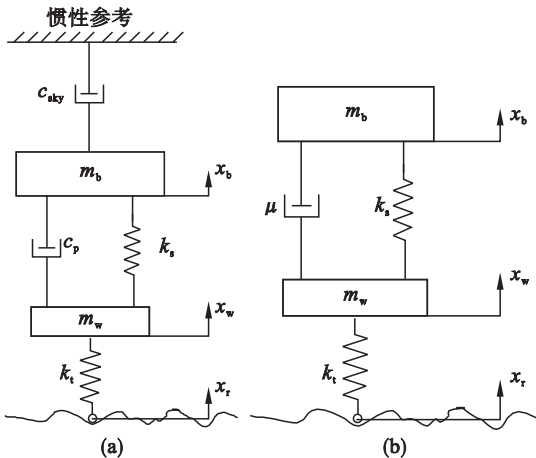 惯性参考
c_sky
m_b
x_b
c_p
k_s
m_w
x_w
k_t
x_r
(a)
m_b
x_b
μ
k_s
m_w
x_w
k_t
x_r
(b)